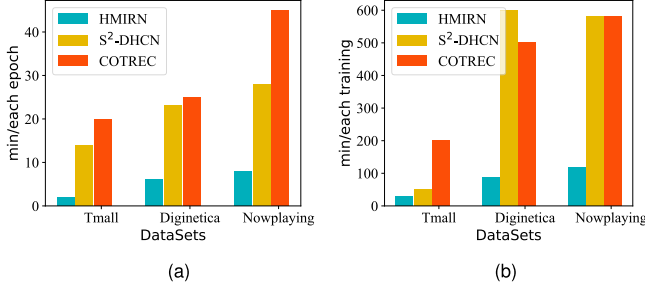 HMIRN
S²-DHCN
COTREC
min/each epoch
40
30
20
10
0
Tmall
Diginetica
Nowplaying
DataSets
(a)
HMIRN
S²-DHCN
COTREC
min/each training
600
500
400
300
200
100
0
Tmall
Diginetica
Nowplaying
DataSets
(b)